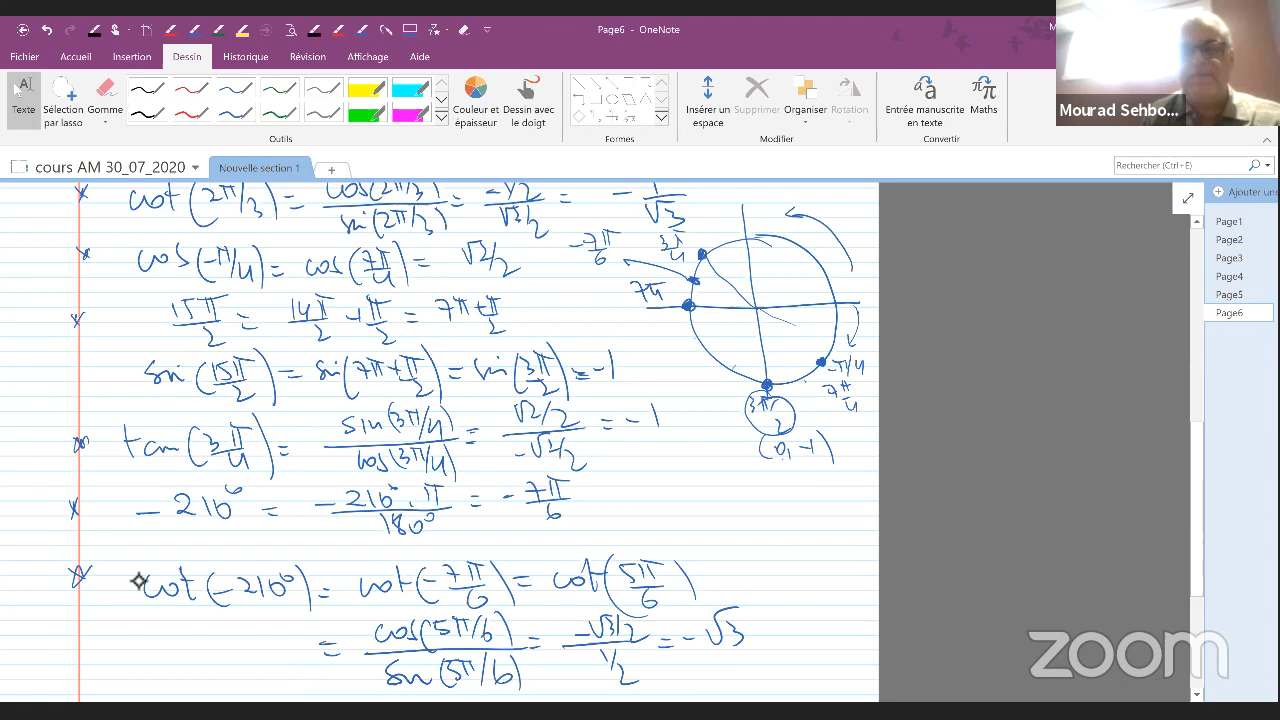 Page6 - OneNote
Fichier Accueil Insertion Dessin Historique Révision Affichage Aide
Texte
Sélection par lasso
Gomme
Couleur et épaisseur
Dessin avec le doigt
Insérer un espace
Supprimer
Organiser
Rotation
Entrée manuscrite en texte
Maths
Outils
Formes
Modifier
Convertir
Mourad Sehbo...
cours AM 30_07_2020
Nouvelle section 1
+
Rechercher (Ctrl+E)
Ajouter une
Page1
Page2
Page3
Page4
Page5
Page6
* cot(2π/3) = cos(2π/3)/sin(2π/3) = (-1/2)/(√3/2) = -1/√3
* cos(-π/4) = cos(7π/4) = √2/2
* 15π/2 = 14π/2 + π/2 = 7π + π/2
sin(15π/2) = sin(7π + π/2) = sin(3π/2) = -1
* tan(3π/4) = sin(3π/4)/cos(3π/4) = (√2/2)/(-√2/2) = -1
* -210° = -210°·π/180° = -7π/6
* cot(-210°) = cot(-7π/6) = cot(5π/6)
= cos(5π/6)/sin(5π/6) = (-√3/2)/(1/2) = -√3
-7π/6
3π/4
7π
-π/4
7π/4
3π/2
(0, -1)
zoom